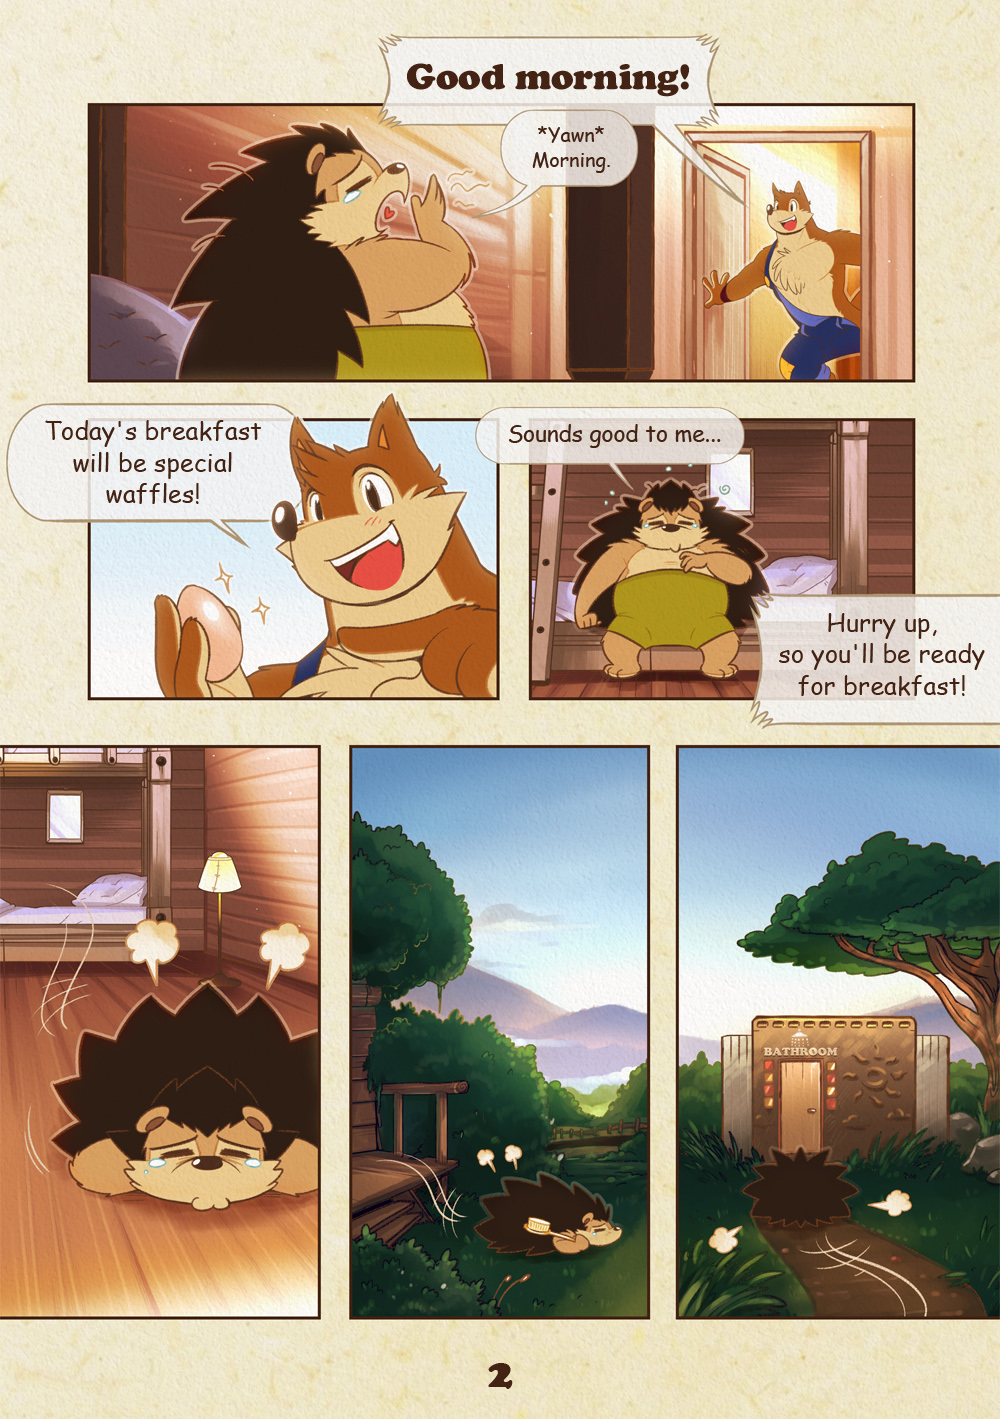 Good morning!
*Yawn*
Morning.
Today's breakfast
will be special
waffles!
Sounds good to me...
Hurry up,
so you'll be ready
for breakfast!
BATHROOM
2